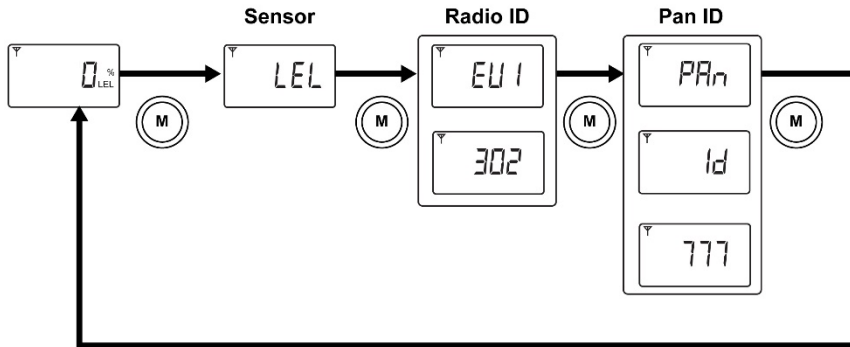 Sensor Radio ID Pan ID
0 % LEL
LEL
EU1
PAn
M M M M
302
Id
777